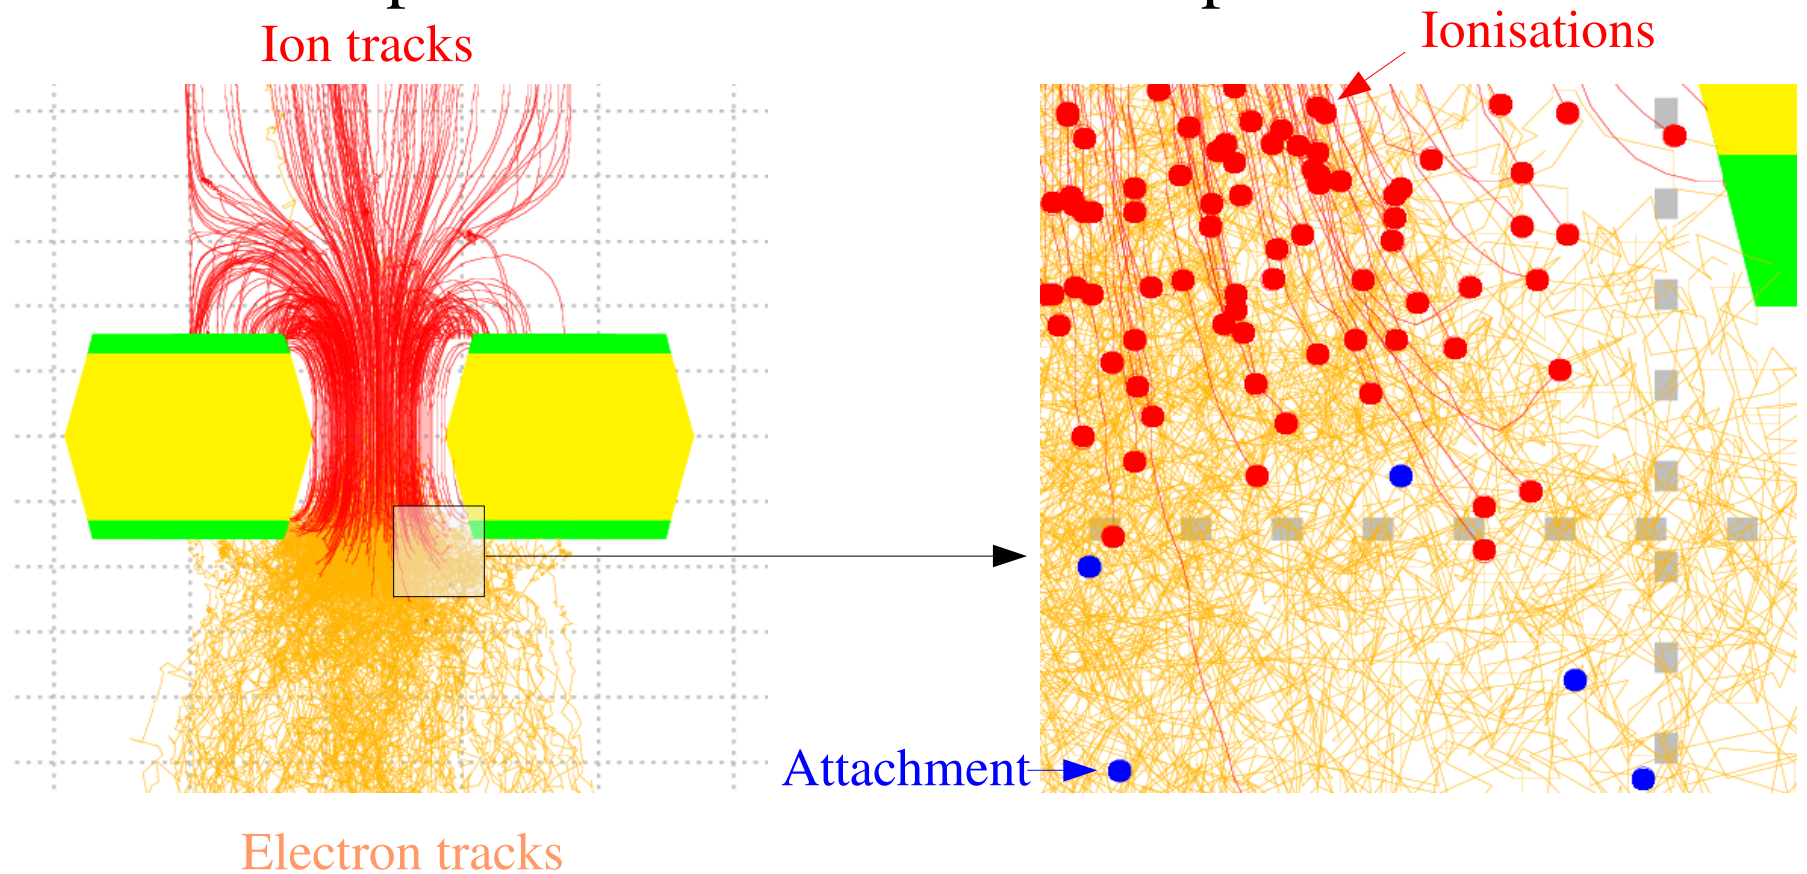 Ion tracks
Ionisations
Attachment
Electron tracks